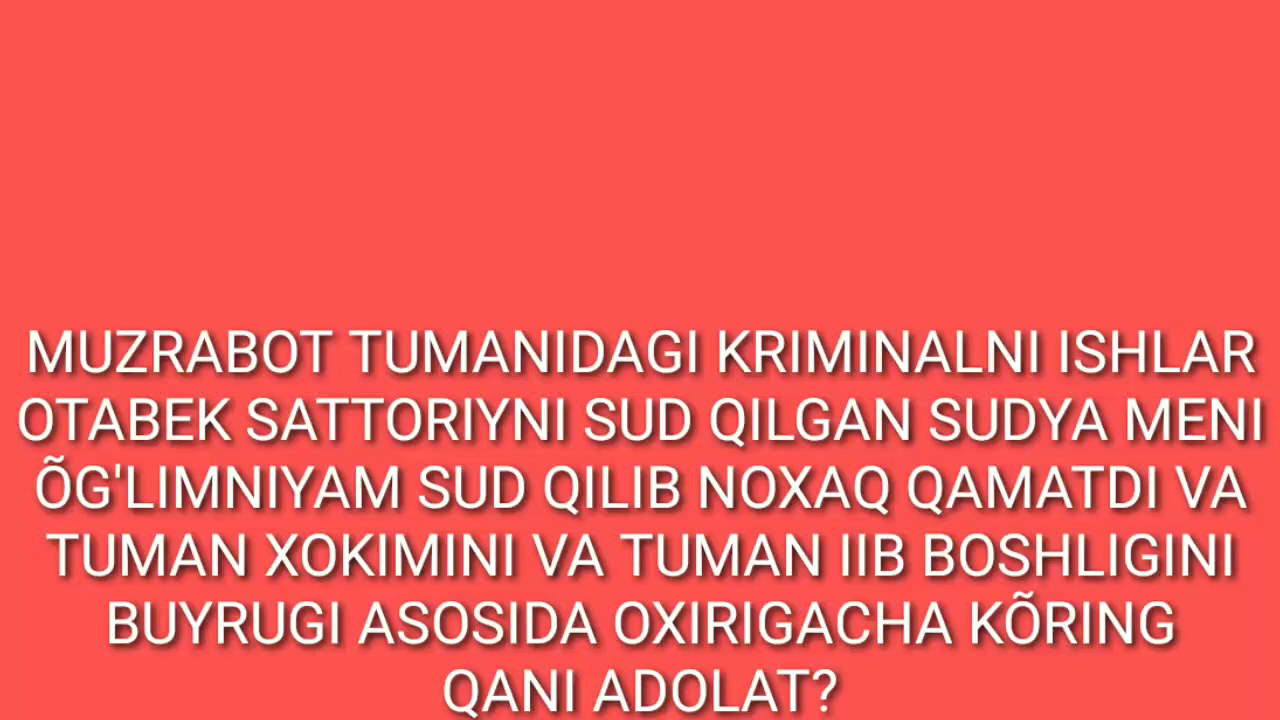 MUZRABOT TUMANIDAGI KRIMINALNI ISHLAR
OTABEK SATTORIYNI SUD QILGAN SUDYA MENI
ÕG'LIMNIYAM SUD QILIB NOXAQ QAMATDI VA
TUMAN XOKIMINI VA TUMAN IIB BOSHLIGINI
BUYRUGI ASOSIDA OXIRIGACHA KÕRING
QANI ADOLAT?